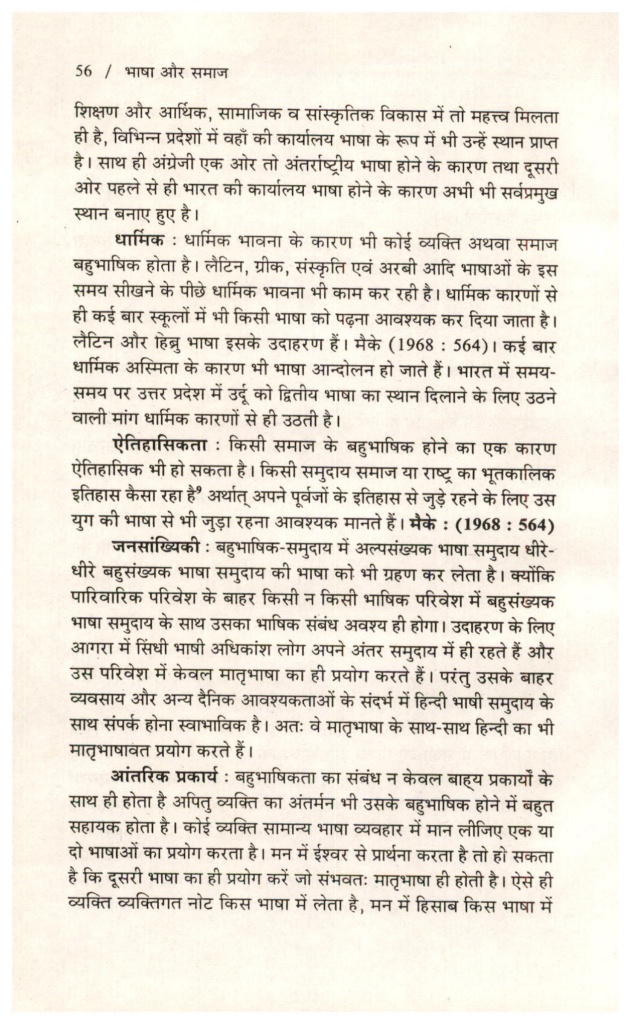 56 / भाषा और समाज
शिक्षण और आर्थिक, सामाजिक व सांस्कृतिक विकास में तो महत्त्व मिलता
ही है, विभिन्न प्रदेशों में वहाँ की कार्यालय भाषा के रूप में भी उन्हें स्थान प्राप्त
है। साथ ही अंग्रेजी एक ओर तो अंतर्राष्ट्रीय भाषा होने के कारण तथा दूसरी
ओर पहले से ही भारत की कार्यालय भाषा होने के कारण अभी भी सर्वप्रमुख
स्थान बनाए हुए है।
धार्मिक : धार्मिक भावना के कारण भी कोई व्यक्ति अथवा समाज
बहुभाषिक होता है। लैटिन, ग्रीक, संस्कृति एवं अरबी आदि भाषाओं के इस
समय सीखने के पीछे धार्मिक भावना भी काम कर रही है। धार्मिक कारणों से
ही कई बार स्कूलों में भी किसी भाषा को पढ़ना आवश्यक कर दिया जाता है।
लैटिन और हिब्रु भाषा इसके उदाहरण हैं। मैके (1968 : 564)। कई बार
धार्मिक अस्मिता के कारण भी भाषा आन्दोलन हो जाते हैं। भारत में समय-
समय पर उत्तर प्रदेश में उर्दू को द्वितीय भाषा का स्थान दिलाने के लिए उठने
वाली मांग धार्मिक कारणों से ही उठती है।
ऐतिहासिकता : किसी समाज के बहुभाषिक होने का एक कारण
ऐतिहासिक भी हो सकता है। किसी समुदाय समाज या राष्ट्र का भूतकालिक
इतिहास कैसा रहा है⁹ अर्थात् अपने पूर्वजों के इतिहास से जुड़े रहने के लिए उस
युग की भाषा से भी जुड़ा रहना आवश्यक मानते हैं। मैके : (1968 : 564)
जनसांख्यिकी : बहुभाषिक-समुदाय में अल्पसंख्यक भाषा समुदाय धीरे-
धीरे बहुसंख्यक भाषा समुदाय की भाषा को भी ग्रहण कर लेता है। क्योंकि
पारिवारिक परिवेश के बाहर किसी न किसी भाषिक परिवेश में बहुसंख्यक
भाषा समुदाय के साथ उसका भाषिक संबंध अवश्य ही होगा। उदाहरण के लिए
आगरा में सिंधी भाषी अधिकांश लोग अपने अंतर समुदाय में ही रहते हैं और
उस परिवेश में केवल मातृभाषा का ही प्रयोग करते हैं। परंतु उसके बाहर
व्यवसाय और अन्य दैनिक आवश्यकताओं के संदर्भ में हिन्दी भाषी समुदाय के
साथ संपर्क होना स्वाभाविक है। अतः वे मातृभाषा के साथ-साथ हिन्दी का भी
मातृभाषावत प्रयोग करते हैं।
आंतरिक प्रकार्य : बहुभाषिकता का संबंध न केवल बाह्य प्रकार्यों के
साथ ही होता है अपितु व्यक्ति का अंतर्मन भी उसके बहुभाषिक होने में बहुत
सहायक होता है। कोई व्यक्ति सामान्य भाषा व्यवहार में मान लीजिए एक या
दो भाषाओं का प्रयोग करता है। मन में ईश्वर से प्रार्थना करता है तो हो सकता
है कि दूसरी भाषा का ही प्रयोग करें जो संभवतः मातृभाषा ही होती है। ऐसे ही
व्यक्ति व्यक्तिगत नोट किस भाषा में लेता है, मन में हिसाब किस भाषा में